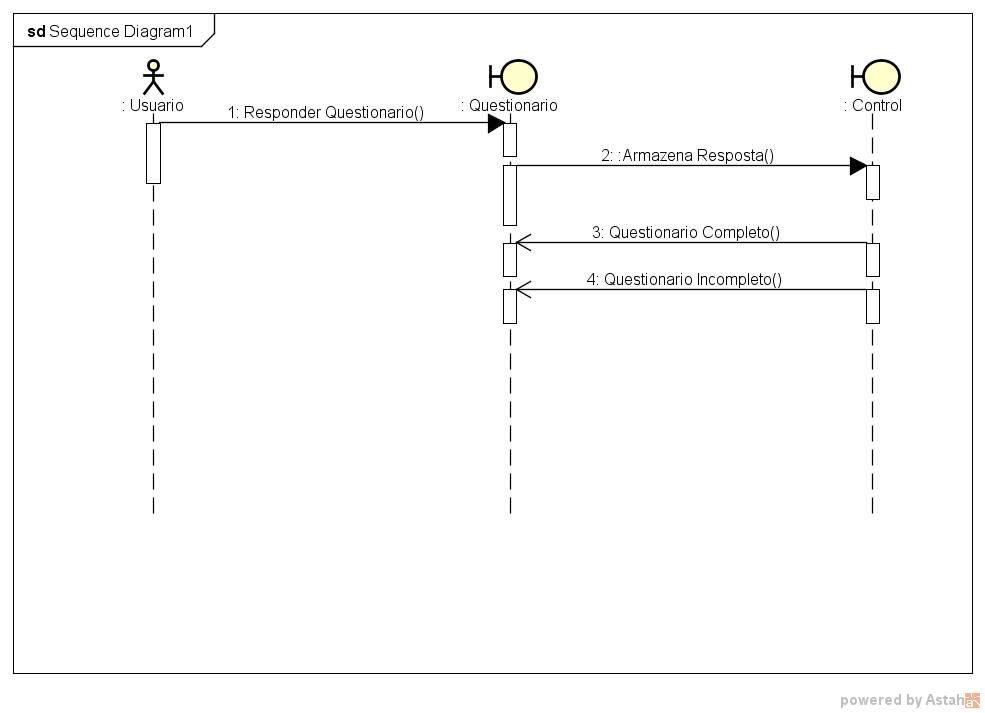 sd Sequence Diagram1
: Usuario
: Questionario
: Control
1: Responder Questionario()
2: :Armazena Resposta()
3: Questionario Completo()
4: Questionario Incompleto()
powered by Astah